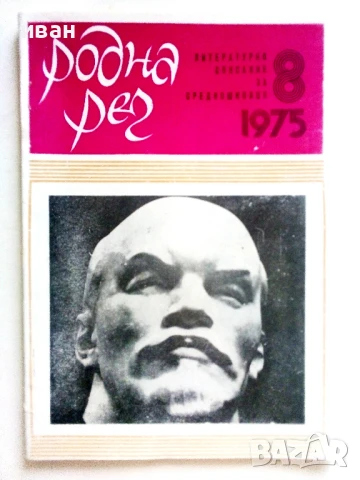 иван
родна
реч
ЛИТЕРАТУРНО
СПИСАНИЕ
ЗА
СРЕДНОШКОЛЦИ
8
1975
BAZAR